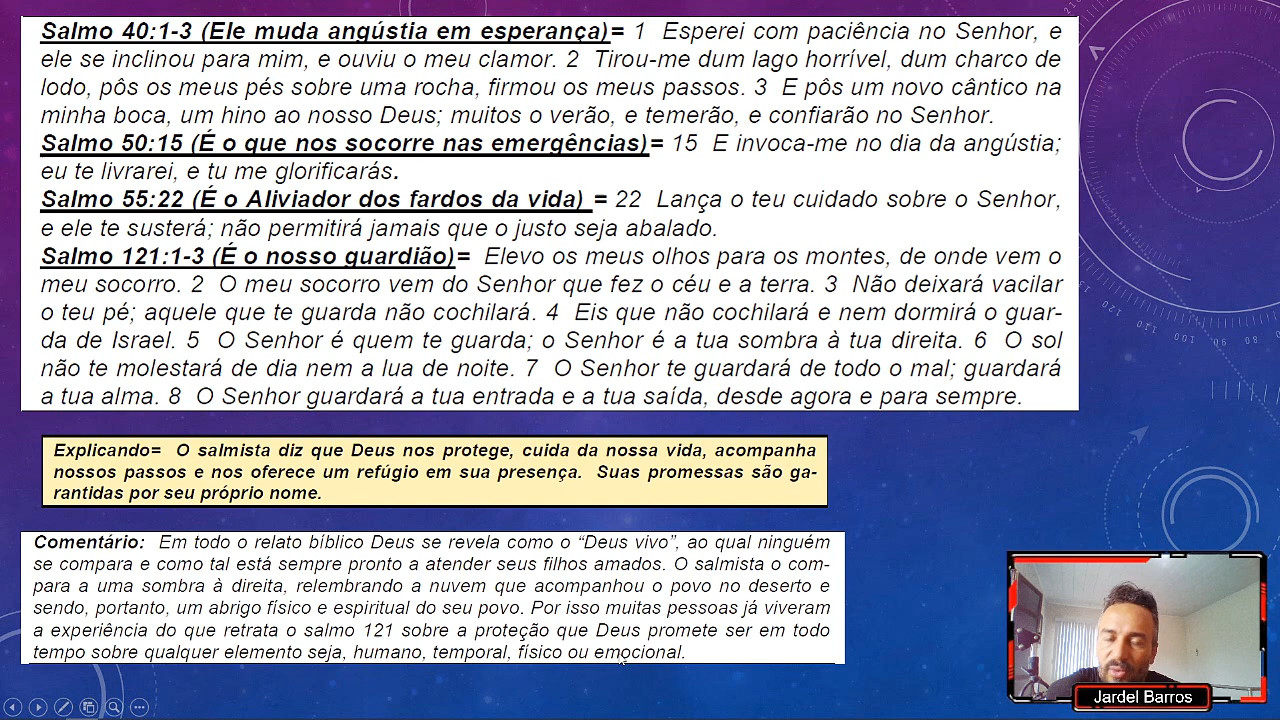 Salmo 40:1-3 (Ele muda angústia em esperança)= 1 Esperei com paciência no Senhor, e
ele se inclinou para mim, e ouviu o meu clamor. 2 Tirou-me dum lago horrível, dum charco de
lodo, pôs os meus pés sobre uma rocha, firmou os meus passos. 3 E pôs um novo cântico na
minha boca, um hino ao nosso Deus; muitos o verão, e temerão, e confiarão no Senhor.
Salmo 50:15 (É o que nos socorre nas emergências)= 15 E invoca-me no dia da angústia;
eu te livrarei, e tu me glorificarás.
Salmo 55:22 (É o Aliviador dos fardos da vida) = 22 Lança o teu cuidado sobre o Senhor,
e ele te susterá; não permitirá jamais que o justo seja abalado.
Salmo 121:1-3 (É o nosso guardião)= Elevo os meus olhos para os montes, de onde vem o
meu socorro. 2 O meu socorro vem do Senhor que fez o céu e a terra. 3 Não deixará vacilar
o teu pé; aquele que te guarda não cochilará. 4 Eis que não cochilará e nem dormirá o guar-
da de Israel. 5 O Senhor é quem te guarda; o Senhor é a tua sombra à tua direita. 6 O sol
não te molestará de dia nem a lua de noite. 7 O Senhor te guardará de todo o mal; guardará
a tua alma. 8 O Senhor guardará a tua entrada e a tua saída, desde agora e para sempre.
Explicando= O salmista diz que Deus nos protege, cuida da nossa vida, acompanha
nossos passos e nos oferece um refúgio em sua presença. Suas promessas são ga-
rantidas por seu próprio nome.
Comentário: Em todo o relato bíblico Deus se revela como o “Deus vivo”, ao qual ninguém
se compara e como tal está sempre pronto a atender seus filhos amados. O salmista o com-
para a uma sombra à direita, relembrando a nuvem que acompanhou o povo no deserto e
sendo, portanto, um abrigo físico e espiritual do seu povo. Por isso muitas pessoas já viveram
a experiência do que retrata o salmo 121 sobre a proteção que Deus promete ser em todo
tempo sobre qualquer elemento seja, humano, temporal, físico ou emocional.
Jardel Barros